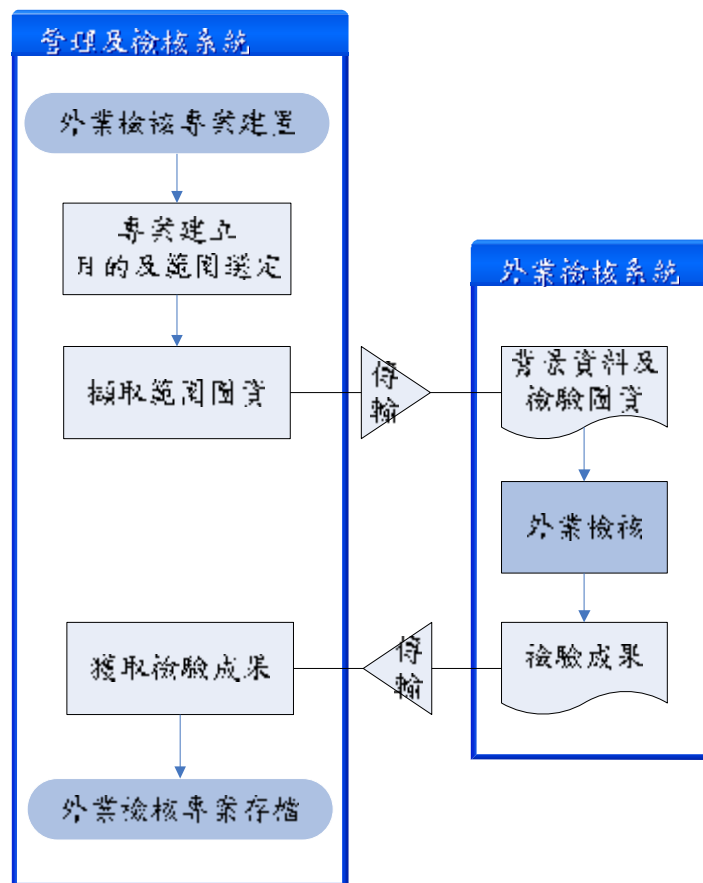 管理及檢核系統
外業檢核專案建置
專案建立
目的及範圍選定
擷取範圍圖資
傳
輸
獲取檢驗成果
外業檢核專案存檔
外業檢核系統
背景資料及
檢驗圖資
外業檢核
檢驗成果
傳
輸